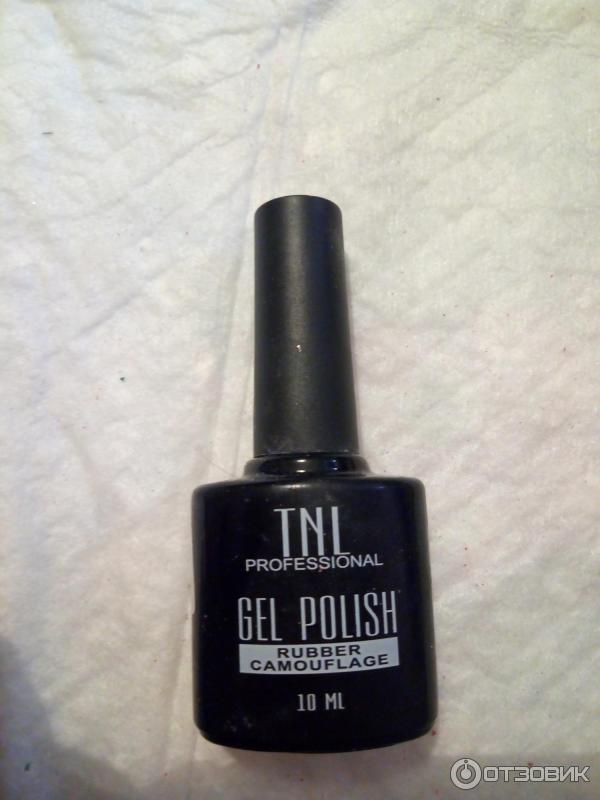 TNL
PROFESSIONAL
GEL POLISH
RUBBER
CAMOUFLAGE
10 ML
ОТЗОВИК